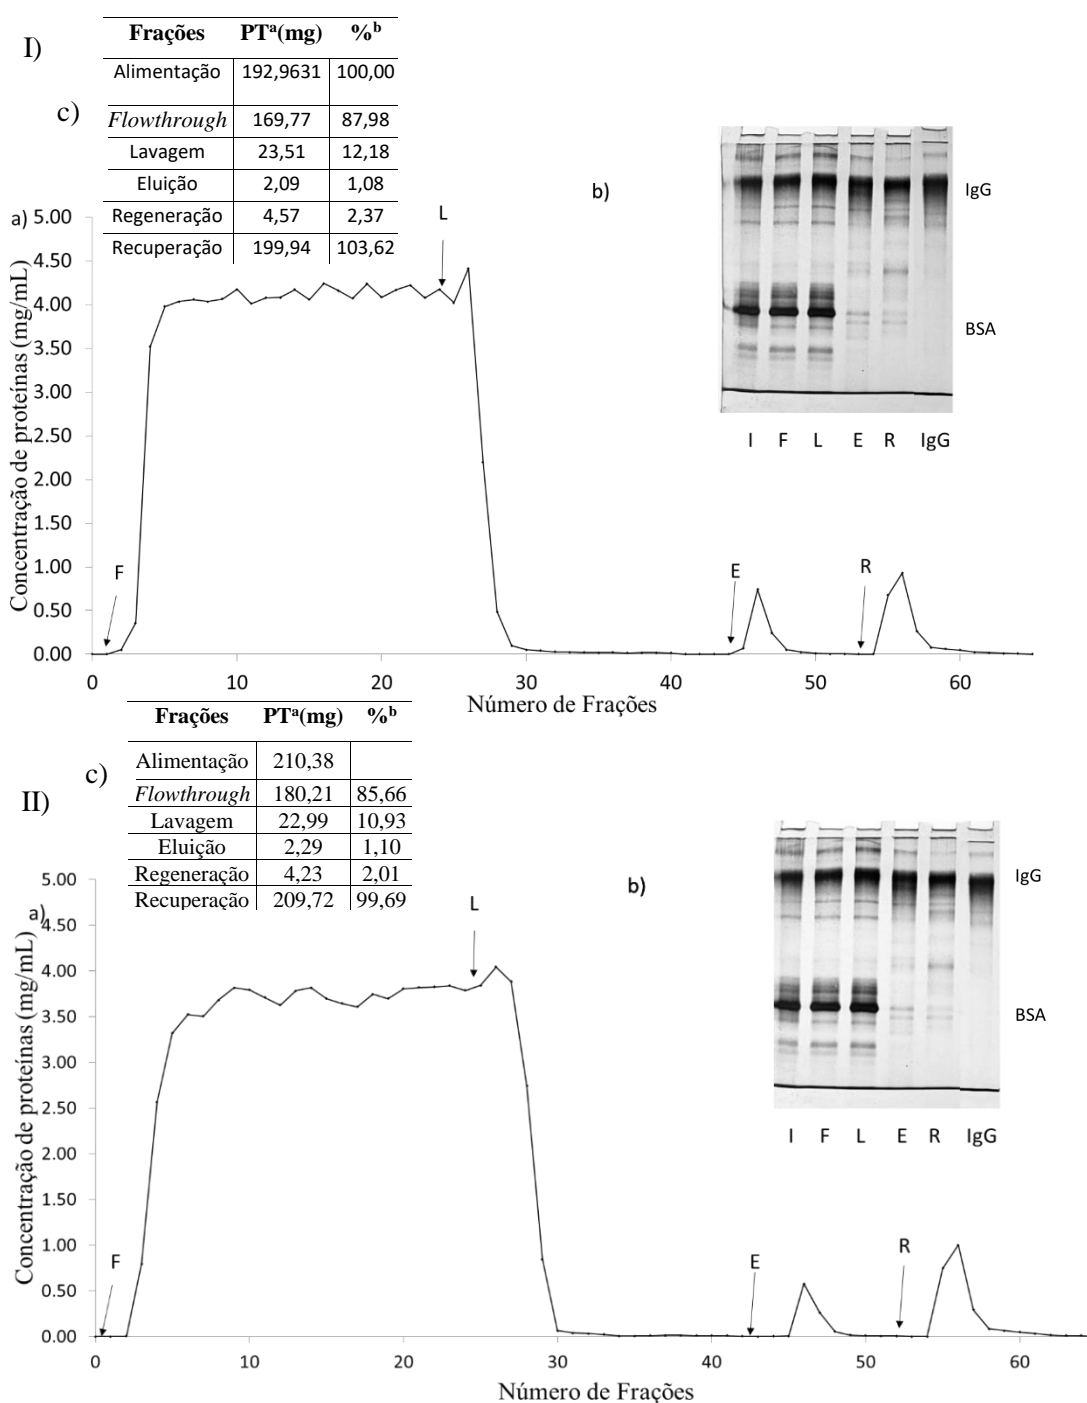 I)
Frações PTᵃ(mg) %ᵇ
Alimentação 192,9631 100,00
c)
Flowthrough 169,77 87,98
Lavagem 23,51 12,18
Eluição 2,09 1,08
Regeneração 4,57 2,37
Recuperação 199,94 103,62
b)
IgG
BSA
I F L E R IgG
a)
Concentração de proteínas (mg/mL)
5.00
4.50
4.00
3.50
3.00
2.50
2.00
1.50
1.00
0.50
0.00
F
L
E
R
0 10 20 30 40 50 60
Número de Frações
II)
Frações PTᵃ(mg) %ᵇ
Alimentação 210,38
c)
Flowthrough 180,21 85,66
Lavagem 22,99 10,93
Eluição 2,29 1,10
Regeneração 4,23 2,01
Recuperação 209,72 99,69
b)
IgG
BSA
I F L E R IgG
a)
Concentração de proteínas (mg/mL)
5.00
4.50
4.00
3.50
3.00
2.50
2.00
1.50
1.00
0.50
0.00
F
L
E
R
0 10 20 30 40 50 60
Número de Frações